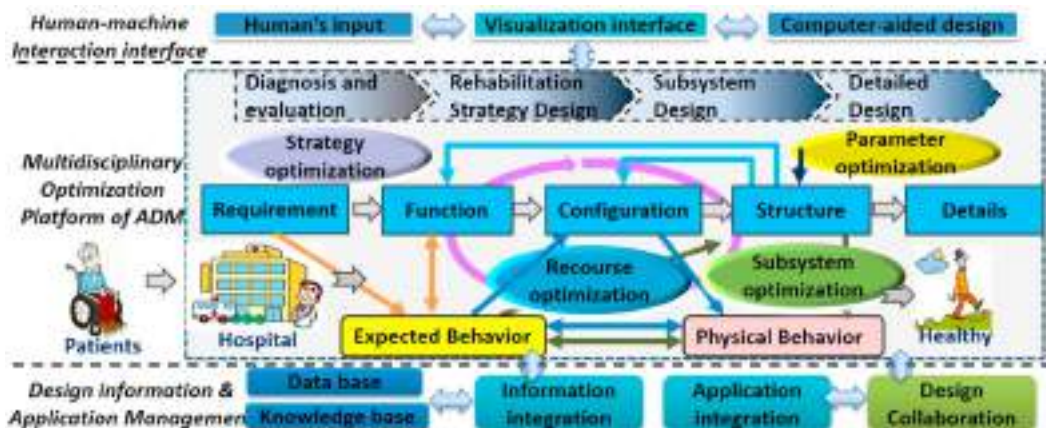 Human's input
Visualization interface
Computer-aided design
Human-machine
Interaction interface
Diagnosis and
evaluation
Rehabilitation
Strategy Design
Subsystem
Design
Detailed
Design
Strategy
optimization
Parameter
optimization
Multidisciplinary
Optimization
Platform of ADM
Requirement
Function
Configuration
Structure
Details
Recourse
optimization
Subsystem
optimization
Patients
Hospital
Expected Behavior
Physical Behavior
Healthy
Design information &
Application Management
Data base
Knowledge base
Information
integration
Application
integration
Design
Collaboration